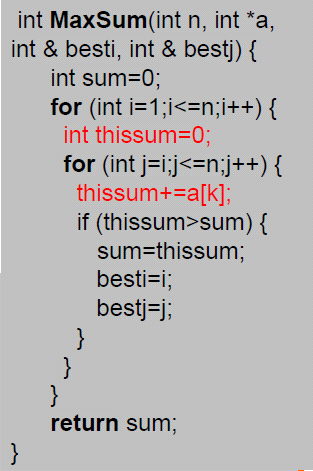 int MaxSum(int n, int *a,
int & besti, int & bestj) {
int sum=0;
for (int i=1;i<=n;i++) {
int thissum=0;
for (int j=i;j<=n;j++) {
thissum+=a[k];
if (thissum>sum) {
sum=thissum;
besti=i;
bestj=j;
}
}
}
return sum;
}